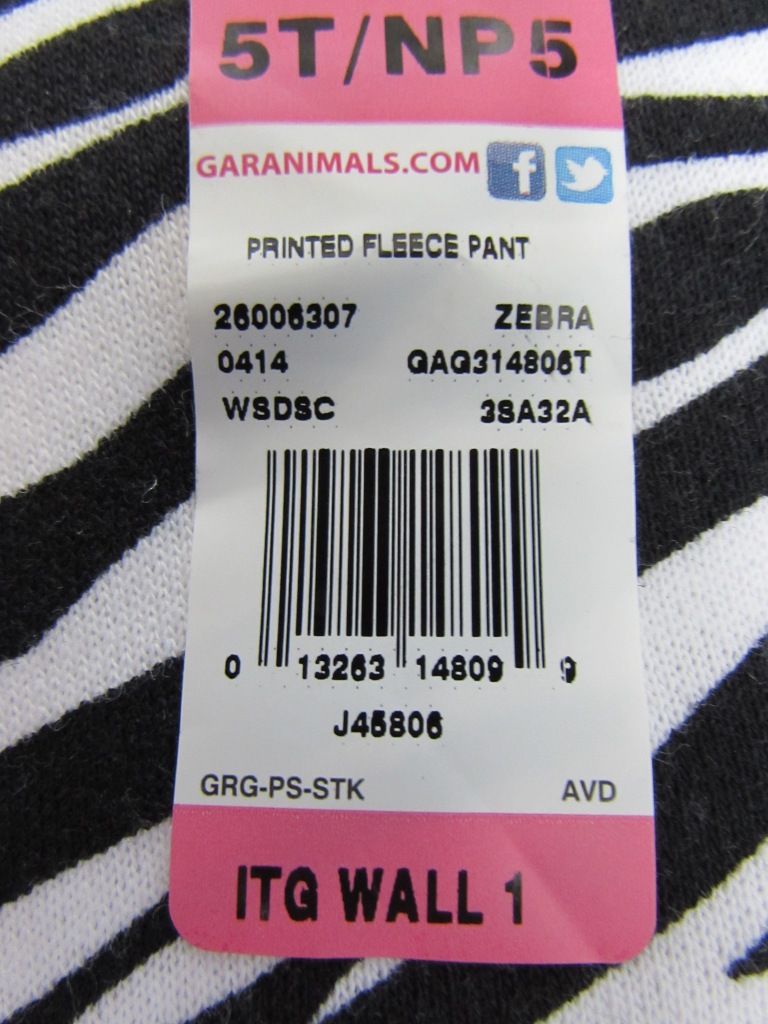 5T/NP5
GARANIMALS.COM f
PRINTED FLEECE PANT
26006307 ZEBRA
0414 QAQ314806T
WSDSC 3SA32A
0 13263 14809 9
J45806
GRG-PS-STK AVD
ITG WALL 1